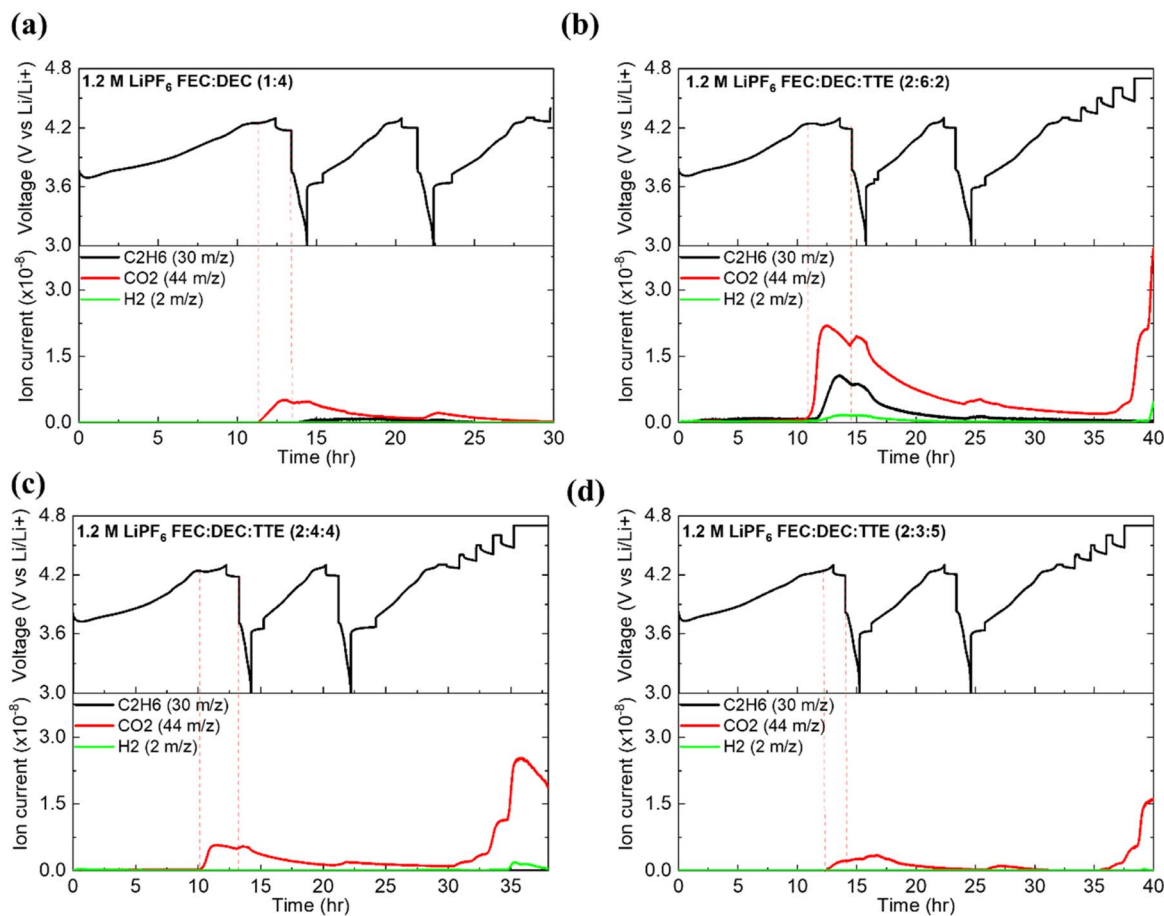 (a)
1.2 M LiPF6 FEC:DEC (1:4)
Voltage (V vs Li/Li+)
4.8
4.2
3.6
3.0
C2H6 (30 m/z)
CO2 (44 m/z)
H2 (2 m/z)
Ion current (x10-8)
3.0
1.5
0.0
0 5 10 15 20 25 30
Time (hr)
(b)
1.2 M LiPF6 FEC:DEC:TTE (2:6:2)
Voltage (V vs Li/Li+)
4.8
4.2
3.6
3.0
C2H6 (30 m/z)
CO2 (44 m/z)
H2 (2 m/z)
Ion current (x10-8)
3.0
1.5
0.0
0 5 10 15 20 25 30 35 40
Time (hr)
(c)
1.2 M LiPF6 FEC:DEC:TTE (2:4:4)
Voltage (V vs Li/Li+)
4.8
4.2
3.6
3.0
C2H6 (30 m/z)
CO2 (44 m/z)
H2 (2 m/z)
Ion current (x10-8)
3.0
1.5
0.0
0 5 10 15 20 25 30 35
Time (hr)
(d)
1.2 M LiPF6 FEC:DEC:TTE (2:3:5)
Voltage (V vs Li/Li+)
4.8
4.2
3.6
3.0
C2H6 (30 m/z)
CO2 (44 m/z)
H2 (2 m/z)
Ion current (x10-8)
3.0
1.5
0.0
0 5 10 15 20 25 30 35 40
Time (hr)